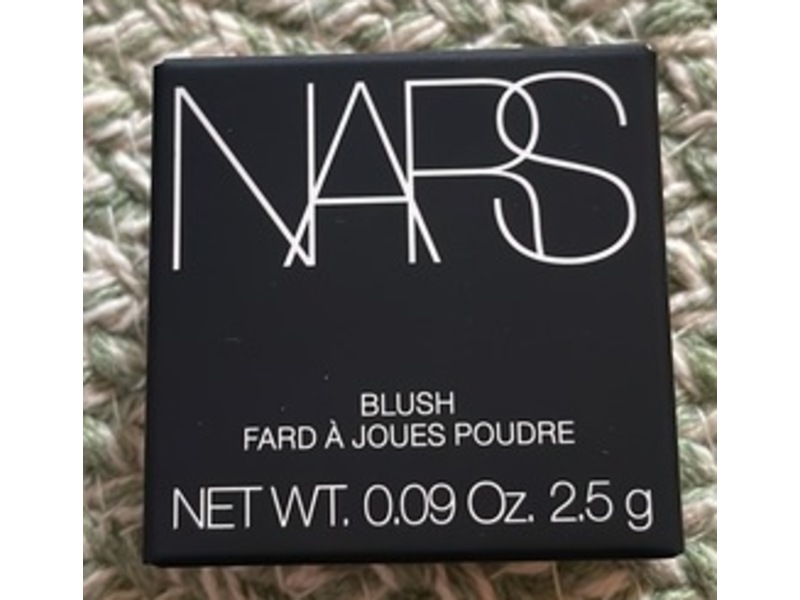 NARS
BLUSH
FARD À JOUES POUDRE
NET WT. 0.09 Oz. 2.5 g